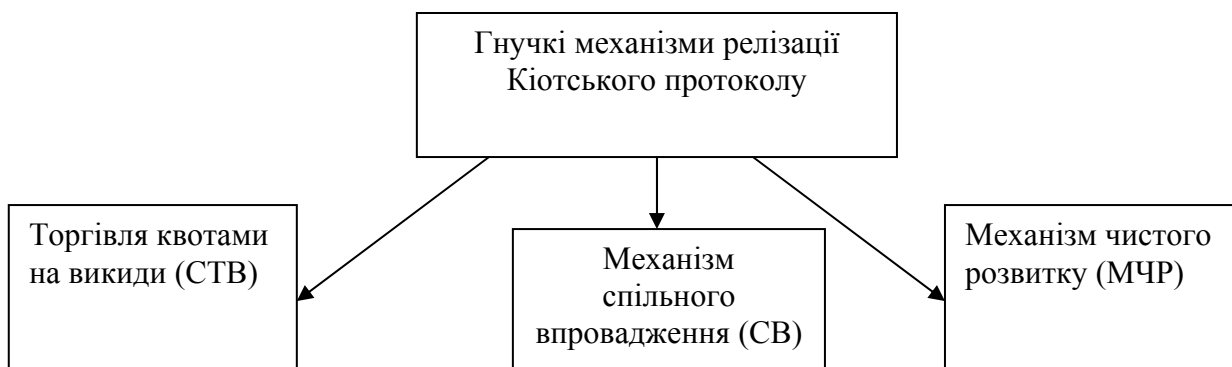 Гнучкі механізми релізації
Кіотського протоколу
Торгівля квотами
на викиди (СТВ)
Механізм
спільного
впровадження (СВ)
Механізм чистого
розвитку (МЧР)